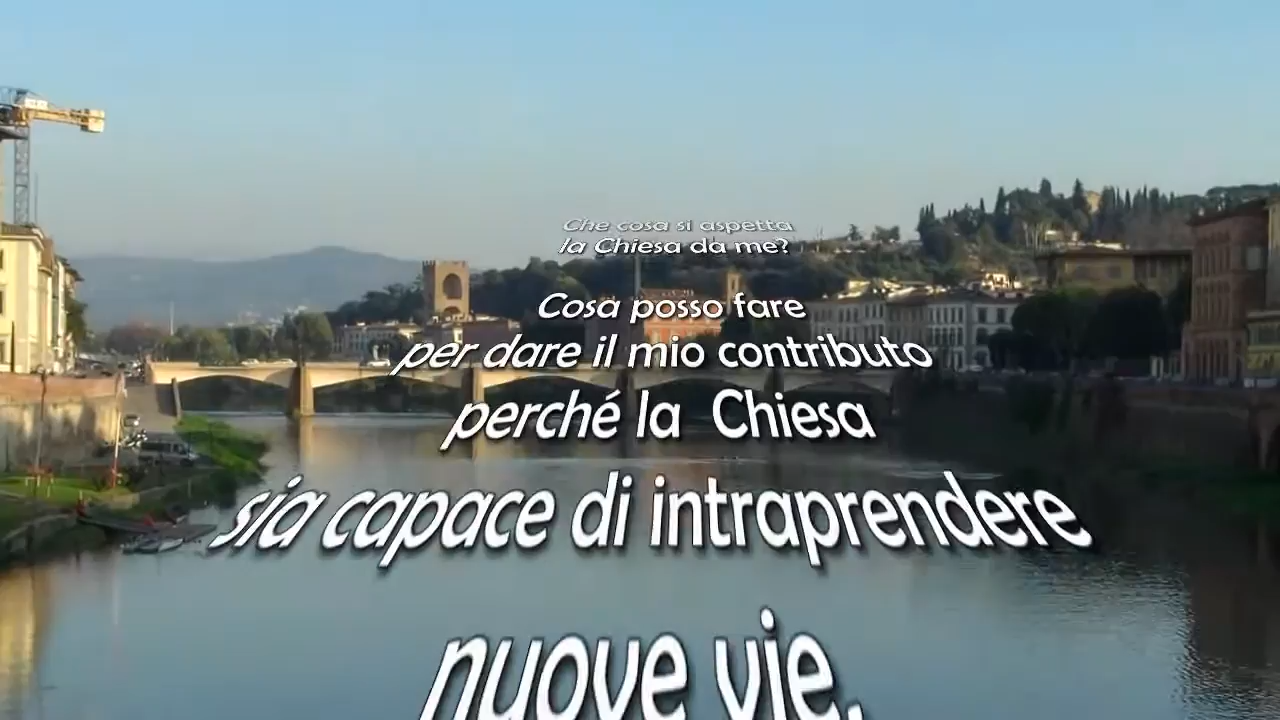 Che cosa si aspetta
la Chiesa da me?
Cosa posso fare
per dare il mio contributo
perché la Chiesa
sia capace di intraprendere
nuove vie,